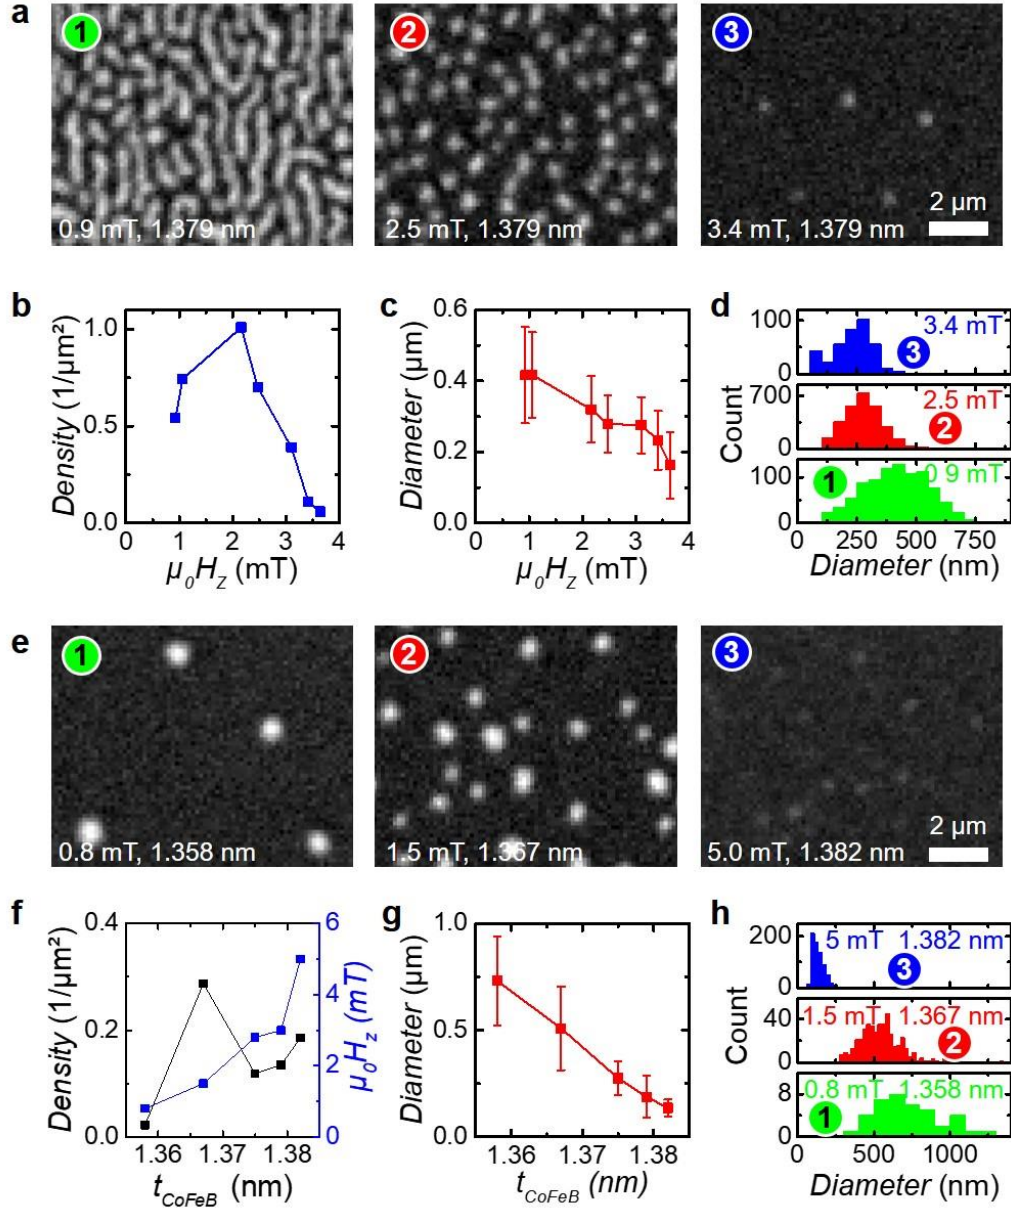 a
1
2
3
0.9 mT, 1.379 nm
2.5 mT, 1.379 nm
2 µm
3.4 mT, 1.379 nm
b
Density (1/µm²)
1.0
0.5
0.0
0 1 2 3 4
µ₀H_Z (mT)
c
Diameter (µm)
0.6
0.4
0.2
0.0
0 1 2 3 4
µ₀H_Z (mT)
d
Count
100
0
3.4 mT
3
700
0
2.5 mT
2
100
0
1
0 9 mT
0 250 500 750
Diameter (nm)
e
1
2
3
0.8 mT, 1.358 nm
1.5 mT, 1.367 nm
2 µm
5.0 mT, 1.382 nm
f
Density (1/µm²)
0.4
0.2
0.0
1.36 1.37 1.38
t_CoFeB (nm)
6
4
2
0
µ₀H_Z (mT)
g
Diameter (µm)
1.0
0.5
0.0
1.36 1.37 1.38
t_CoFeB (nm)
h
Count
200
0
5 mT 1.382 nm
3
40
0
1.5 mT 1.367 nm
2
8
0
0.8 mT 1.358 nm
1
0 500 1000
Diameter (nm)